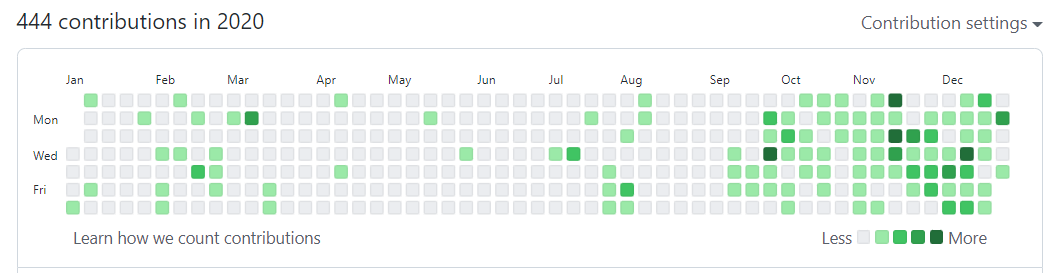 444 contributions in 2020
Contribution settings
Jan Feb Mar Apr May Jun Jul Aug Sep Oct Nov Dec
Mon
Wed
Fri
Learn how we count contributions
Less More